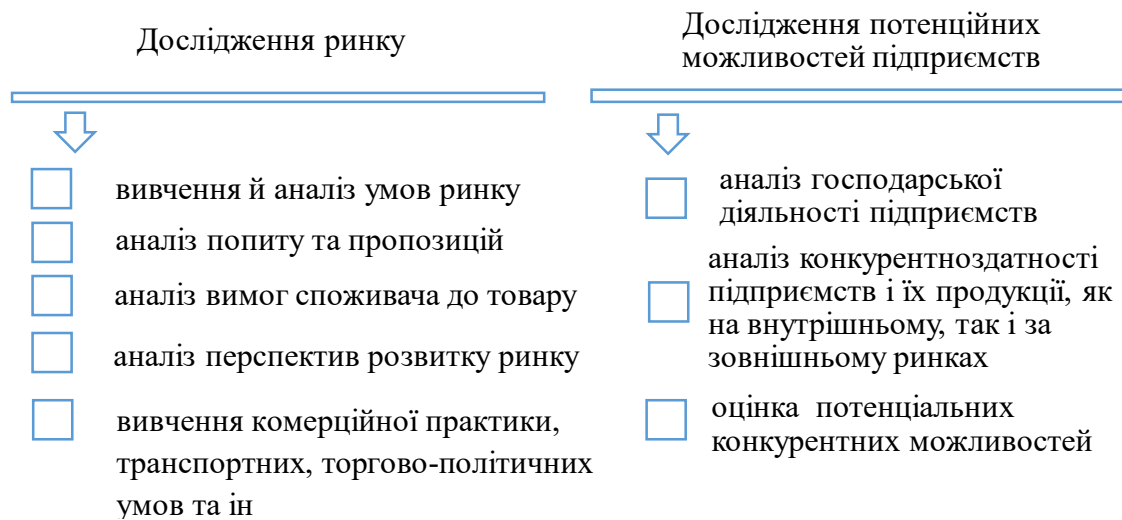 Дослідження ринку
вивчення й аналіз умов ринку
аналіз попиту та пропозицій
аналіз вимог споживача до товару
аналіз перспектив розвитку ринку
вивчення комерційної практики,
транспортних, торгово-політичних
умов та ін
Дослідження потенційних
можливостей підприємств
аналіз господарської
діяльності підприємств
аналіз конкурентноздатності
підприємств і їх продукції, як
на внутрішньому, так і за
зовнішньому ринках
оцінка потенціальних
конкурентних можливостей